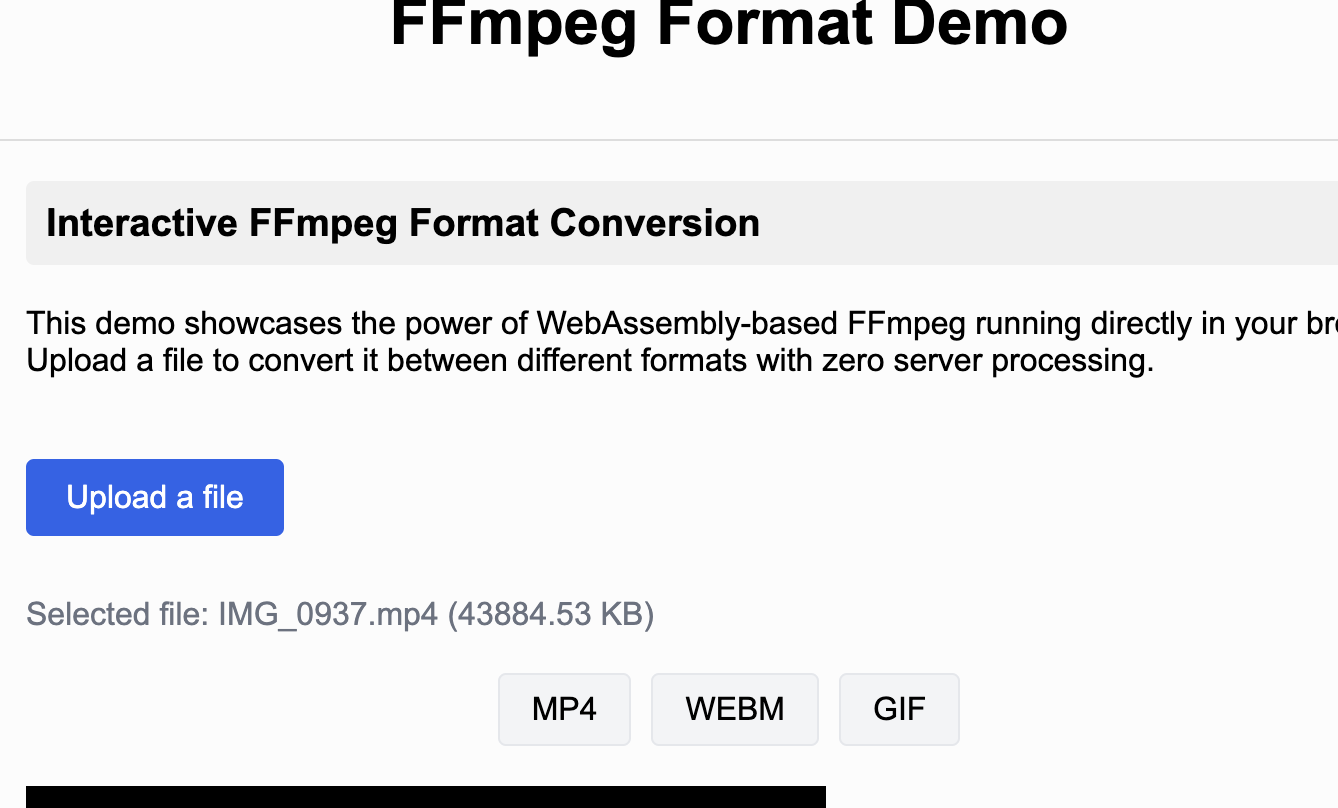 FFmpeg Format Demo
Interactive FFmpeg Format Conversion
This demo showcases the power of WebAssembly-based FFmpeg running directly in your
Upload a file to convert it between different formats with zero server processing.
Upload a file
Selected file: IMG_0937.mp4 (43884.53 KB)
MP4 WEBM GIF